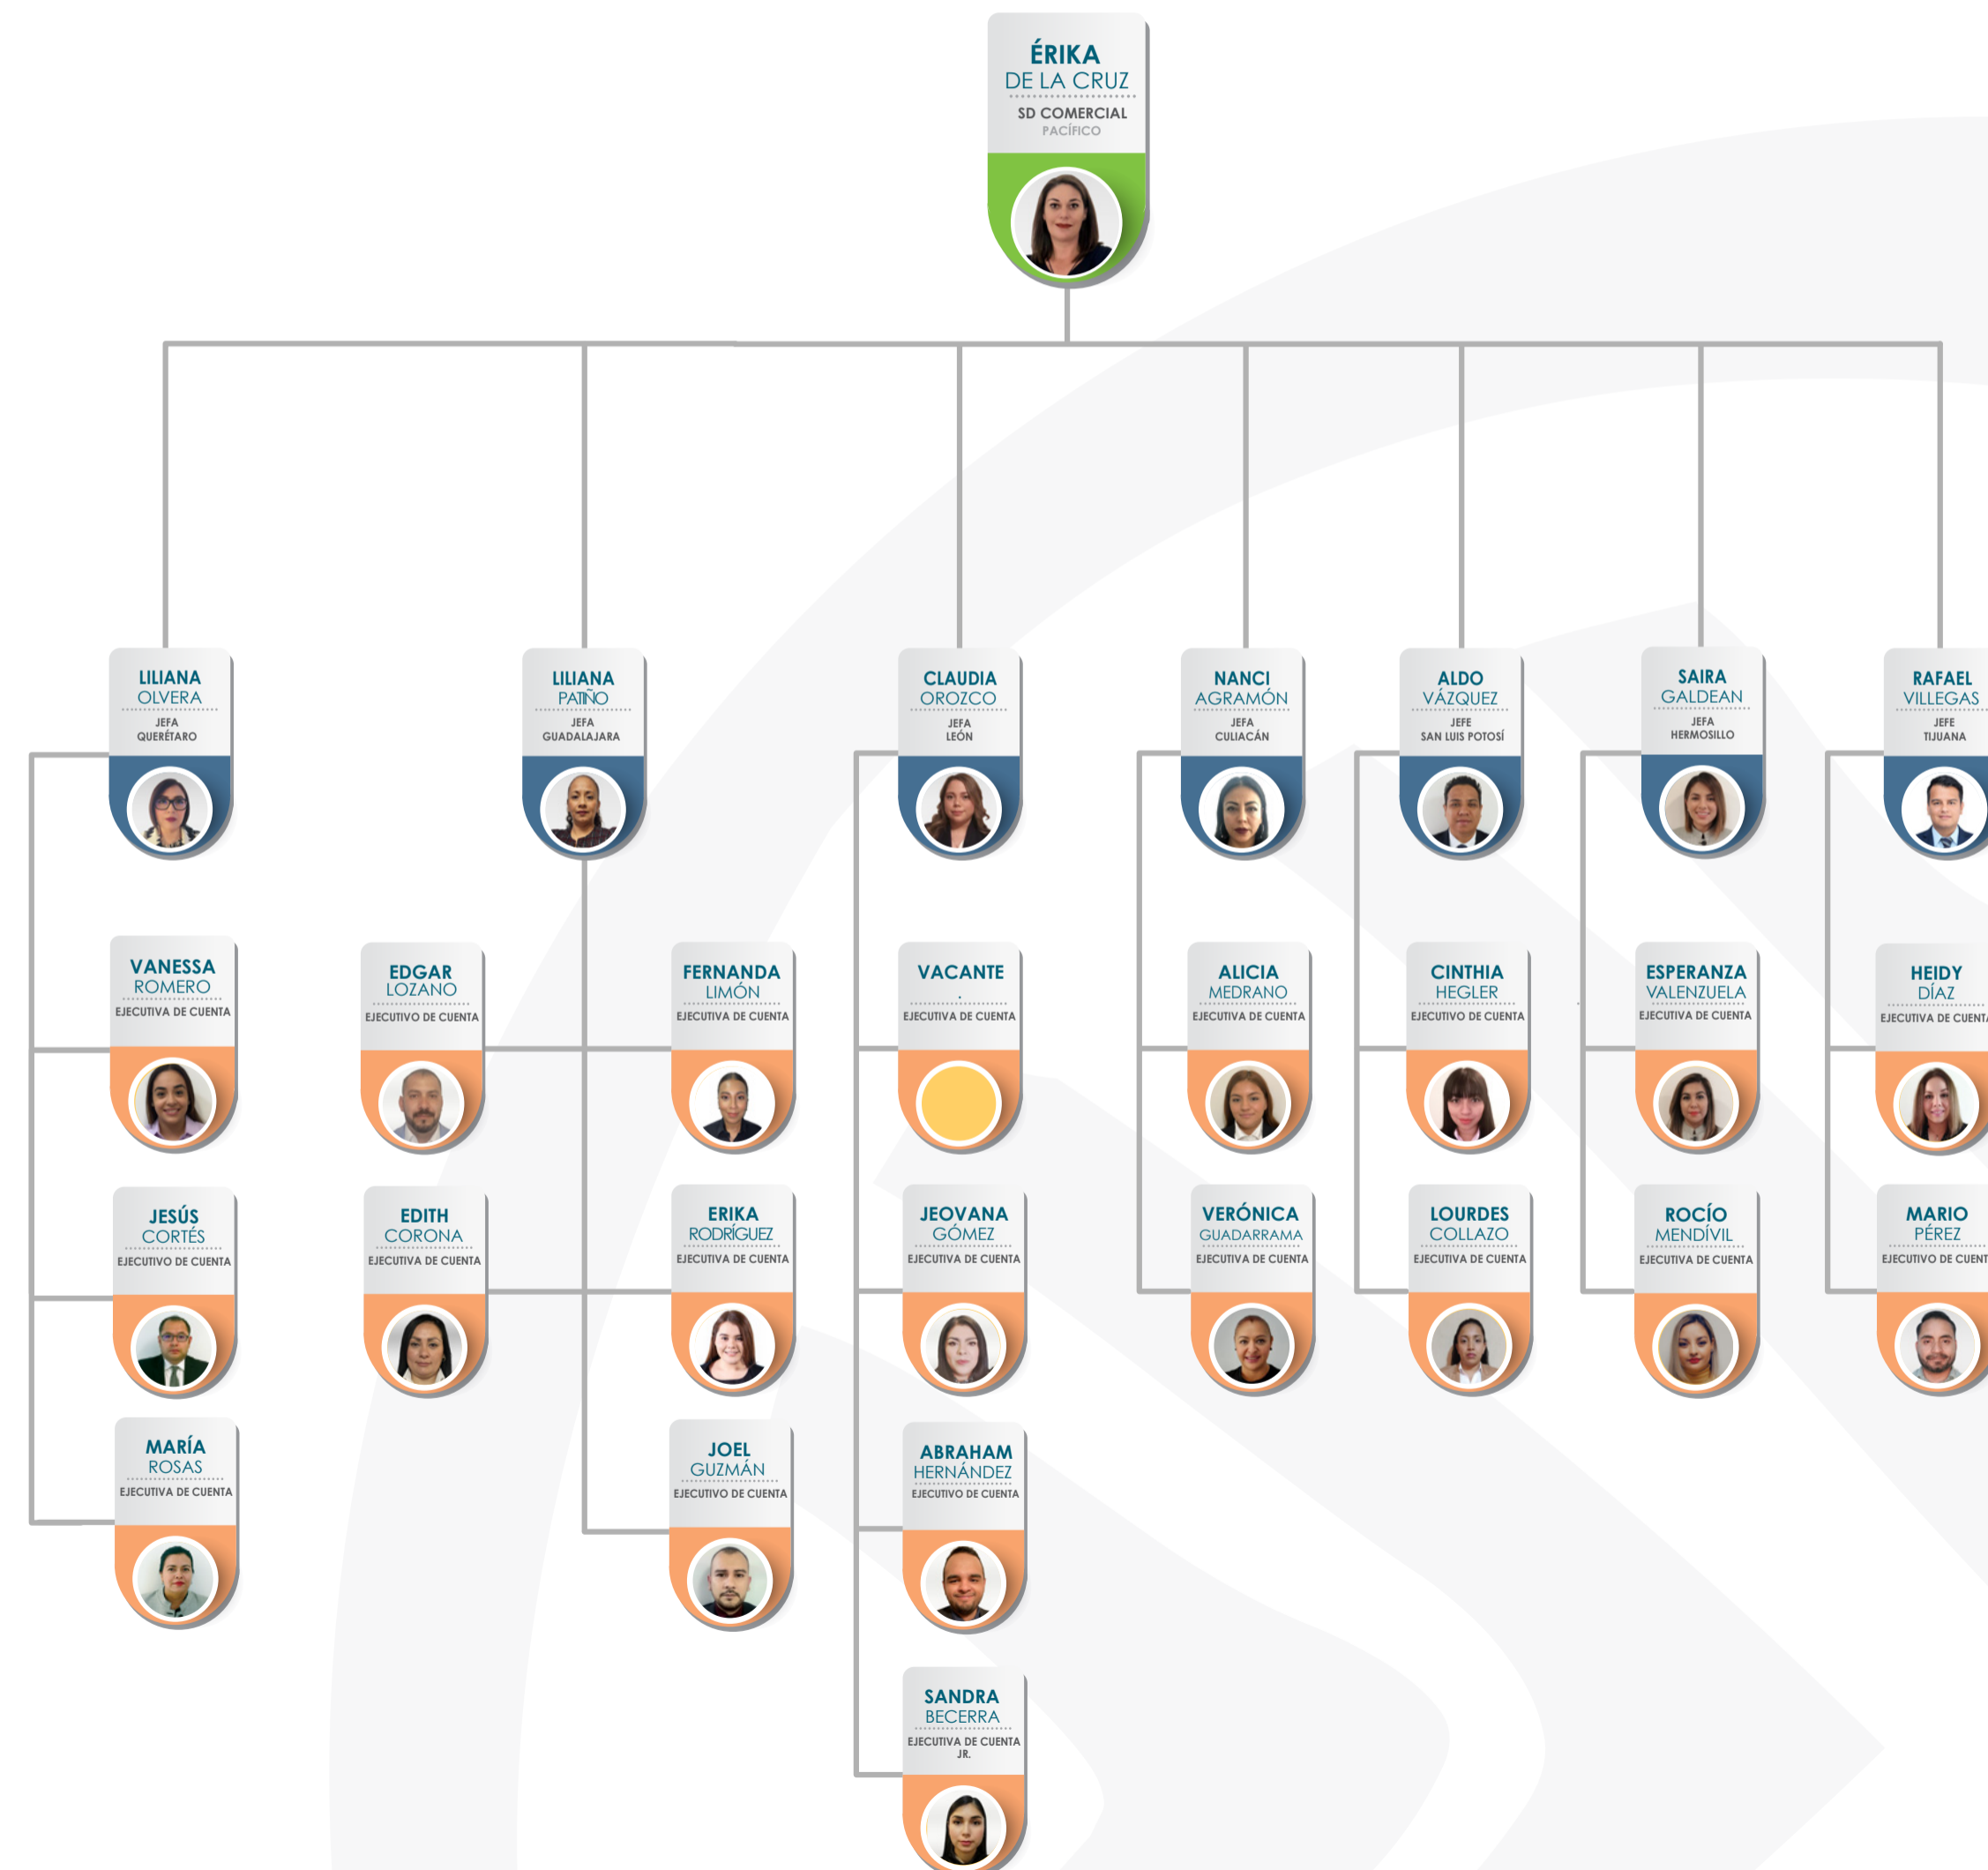 ÉRIKA
DE LA CRUZ
SD COMERCIAL
PACÍFICO
LILIANA
OLVERA
JEFA
QUERÉTARO
LILIANA
PATIÑO
JEFA
GUADALAJARA
CLAUDIA
OROZCO
JEFA
LEÓN
NANCI
AGRAMÓN
JEFA
CULIACÁN
ALDO
VÁZQUEZ
JEFE
SAN LUIS POTOSÍ
SAIRA
GALDEAN
JEFA
HERMOSILLO
RAFAEL
VILLEGAS
JEFE
TIJUANA
VANESSA
ROMERO
EJECUTIVA DE CUENTA
EDGAR
LOZANO
EJECUTIVO DE CUENTA
FERNANDA
LIMÓN
EJECUTIVA DE CUENTA
VACANTE
.
EJECUTIVA DE CUENTA
ALICIA
MEDRANO
EJECUTIVA DE CUENTA
CINTHIA
HEGLER
EJECUTIVO DE CUENTA
ESPERANZA
VALENZUELA
EJECUTIVA DE CUENTA
HEIDY
DÍAZ
EJECUTIVA DE CUENTA
JESÚS
CORTÉS
EJECUTIVO DE CUENTA
EDITH
CORONA
EJECUTIVA DE CUENTA
ERIKA
RODRÍGUEZ
EJECUTIVA DE CUENTA
JEOVANA
GÓMEZ
EJECUTIVA DE CUENTA
VERÓNICA
GUADARRAMA
EJECUTIVA DE CUENTA
LOURDES
COLLAZO
EJECUTIVA DE CUENTA
ROCÍO
MENDÍVIL
EJECUTIVA DE CUENTA
MARIO
PÉREZ
EJECUTIVO DE CUENT
MARÍA
ROSAS
EJECUTIVA DE CUENTA
JOEL
GUZMÁN
EJECUTIVO DE CUENTA
ABRAHAM
HERNÁNDEZ
EJECUTIVO DE CUENTA
SANDRA
BECERRA
EJECUTIVA DE CUENTA
JR.